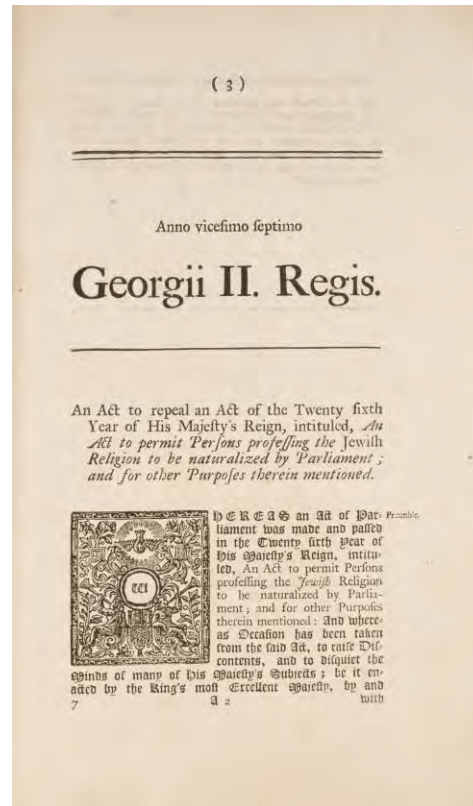 ( 3 )
Anno vicesimo septimo
Georgii II. Regis.
An Act to repeal an Act of the Twenty sixth
Year of His Majesty's Reign, intituled, An
Act to permit Persons professing the Jewish
Religion to be naturalized by Parliament ;
and for other Purposes therein mentioned.
WHEREAS an Act of Par- Preamble.
liament was made and passed
in the Twenty sixth Year of
His Majesty's Reign, intitu-
led, An Act to permit Persons
professing the Jewish Religion
to be naturalized by Parlia-
ment ; and for other Purposes
therein mentioned : And where-
as Occasion has been taken
from the said Act, to raise Dis-
contents, and to disquiet the
Minds of many of His Majesty's Subjects ; be it en-
acted by the King's most Excellent Majesty, by and
7 A 2 with